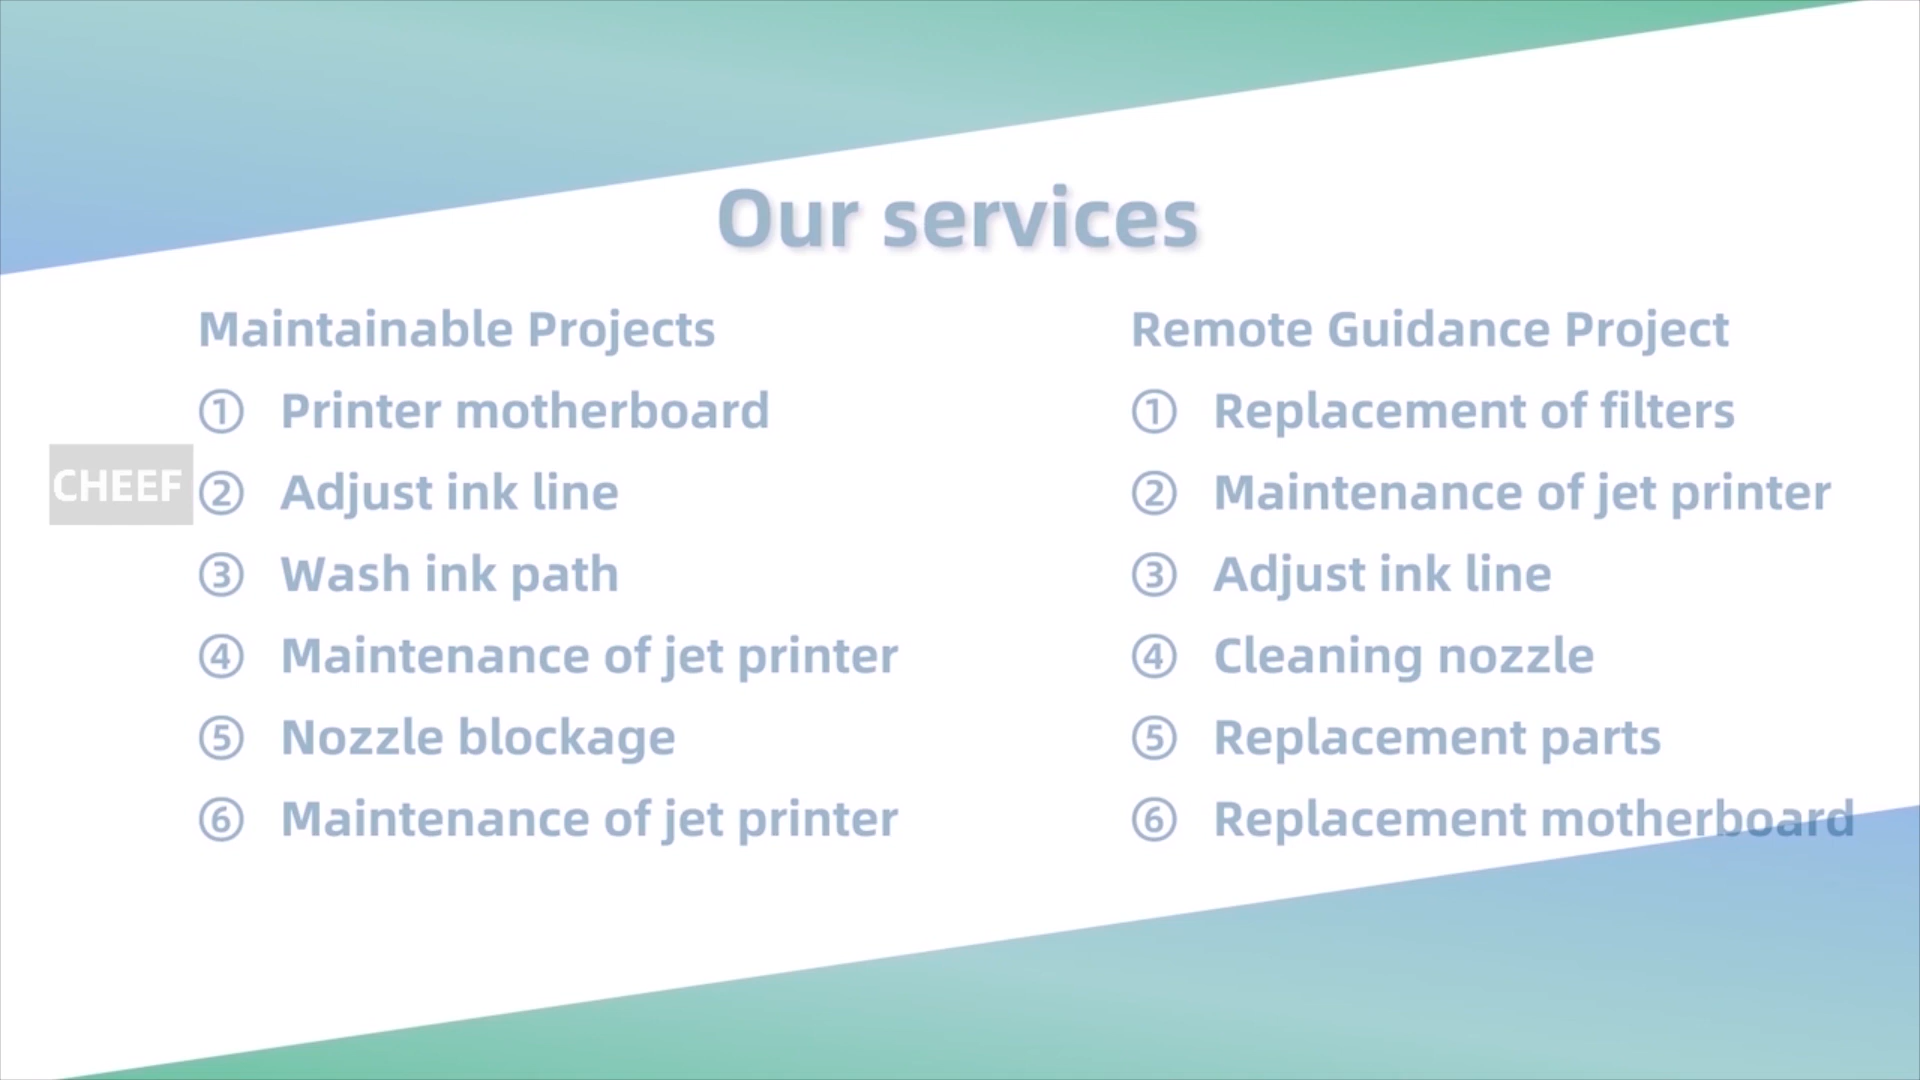 Our services
Maintainable Projects
① Printer motherboard
② Adjust ink line
③ Wash ink path
④ Maintenance of jet printer
⑤ Nozzle blockage
⑥ Maintenance of jet printer
Remote Guidance Project
① Replacement of filters
② Maintenance of jet printer
③ Adjust ink line
④ Cleaning nozzle
⑤ Replacement parts
⑥ Replacement motherboard
CHEEF